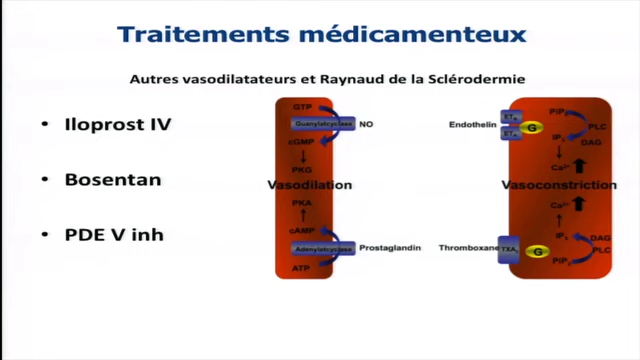 Traitements médicamenteux
Autres vasodilatateurs et Raynaud de la Sclérodermie
• Iloprost IV
• Bosentan
• PDE V inh
GTP
Guanylatcyclase
NO
cGMP
PKG
Vasodilation
PKA
cAMP
Adenylatcyclase
Prostaglandin
ATP
Endothelin
G
PiP₂
PLC
IP₃
DAG
Ca²⁺
Vasoconstriction
Ca²⁺
IP₃
DAG
Thromboxane
TXA₂
G
PLC
PiP₂